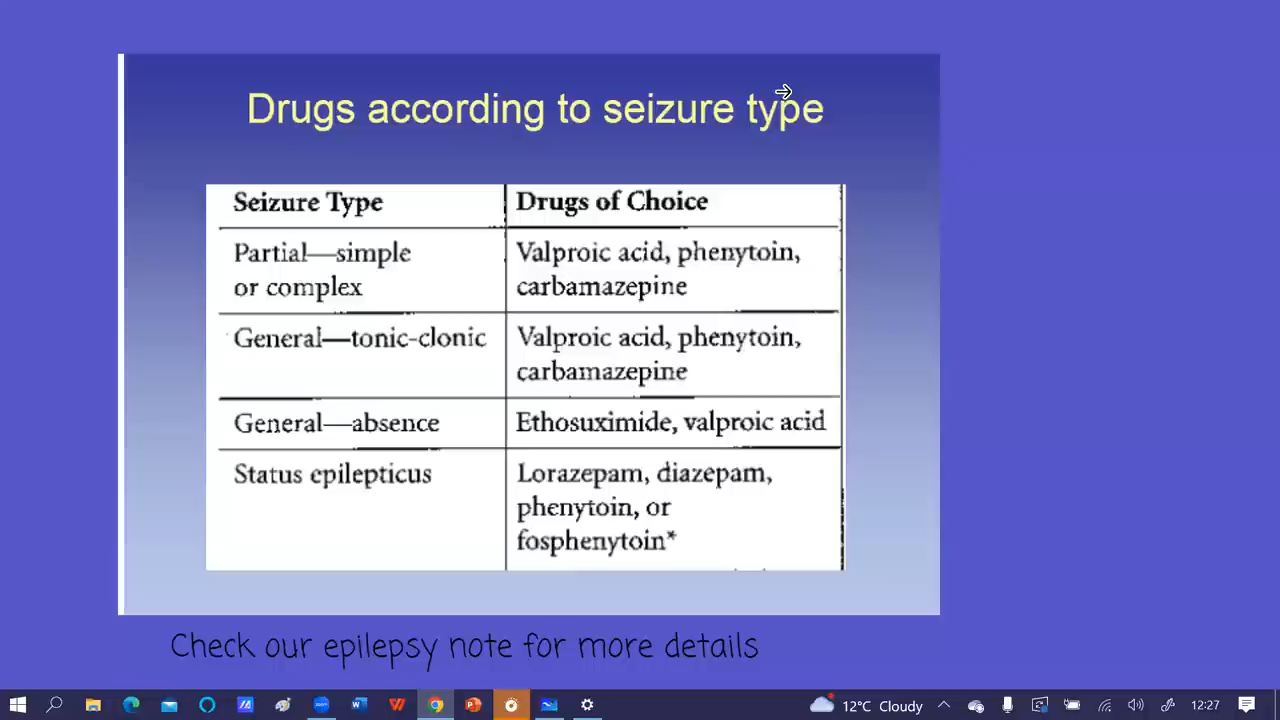 Drugs according to seizure type
Seizure Type Drugs of Choice
Partial—simple Valproic acid, phenytoin,
or complex carbamazepine
General—tonic-clonic Valproic acid, phenytoin,
carbamazepine
General—absence Ethosuximide, valproic acid
Status epilepticus Lorazepam, diazepam,
phenytoin, or
fosphenytoin*
Check our epilepsy note for more details
12°C Cloudy 12:27